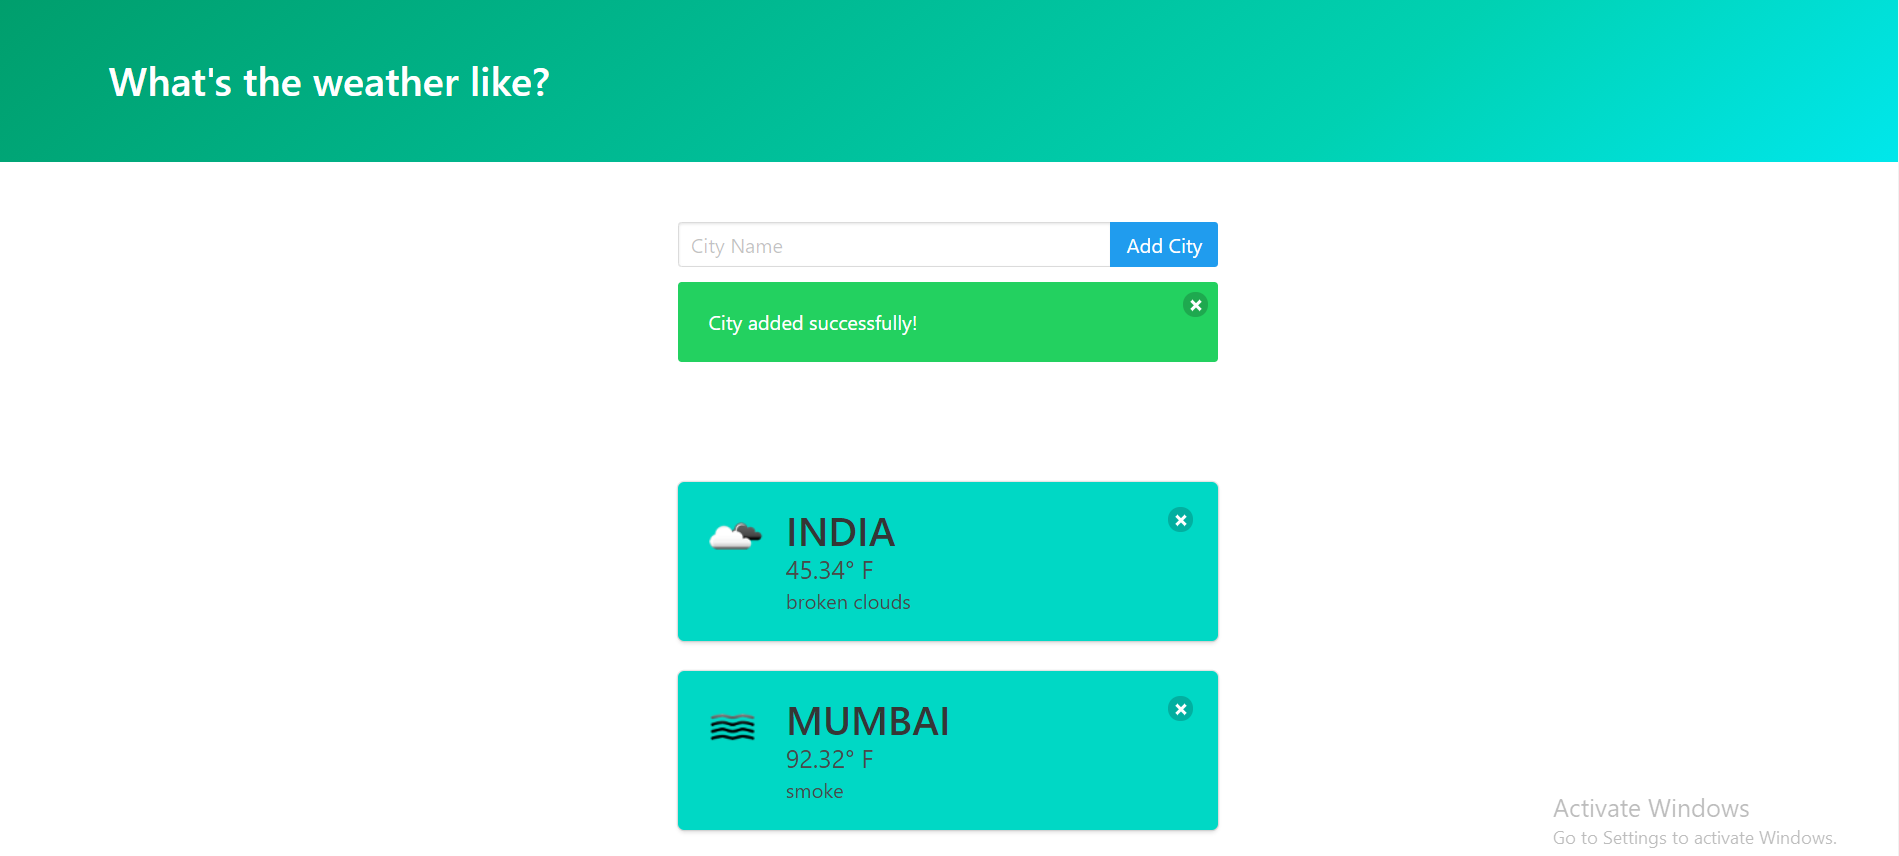 What's the weather like?
City Name
Add City
City added successfully!
INDIA
45.34° F
broken clouds
MUMBAI
92.32° F
smoke
Activate Windows
Go to Settings to activate Windows.